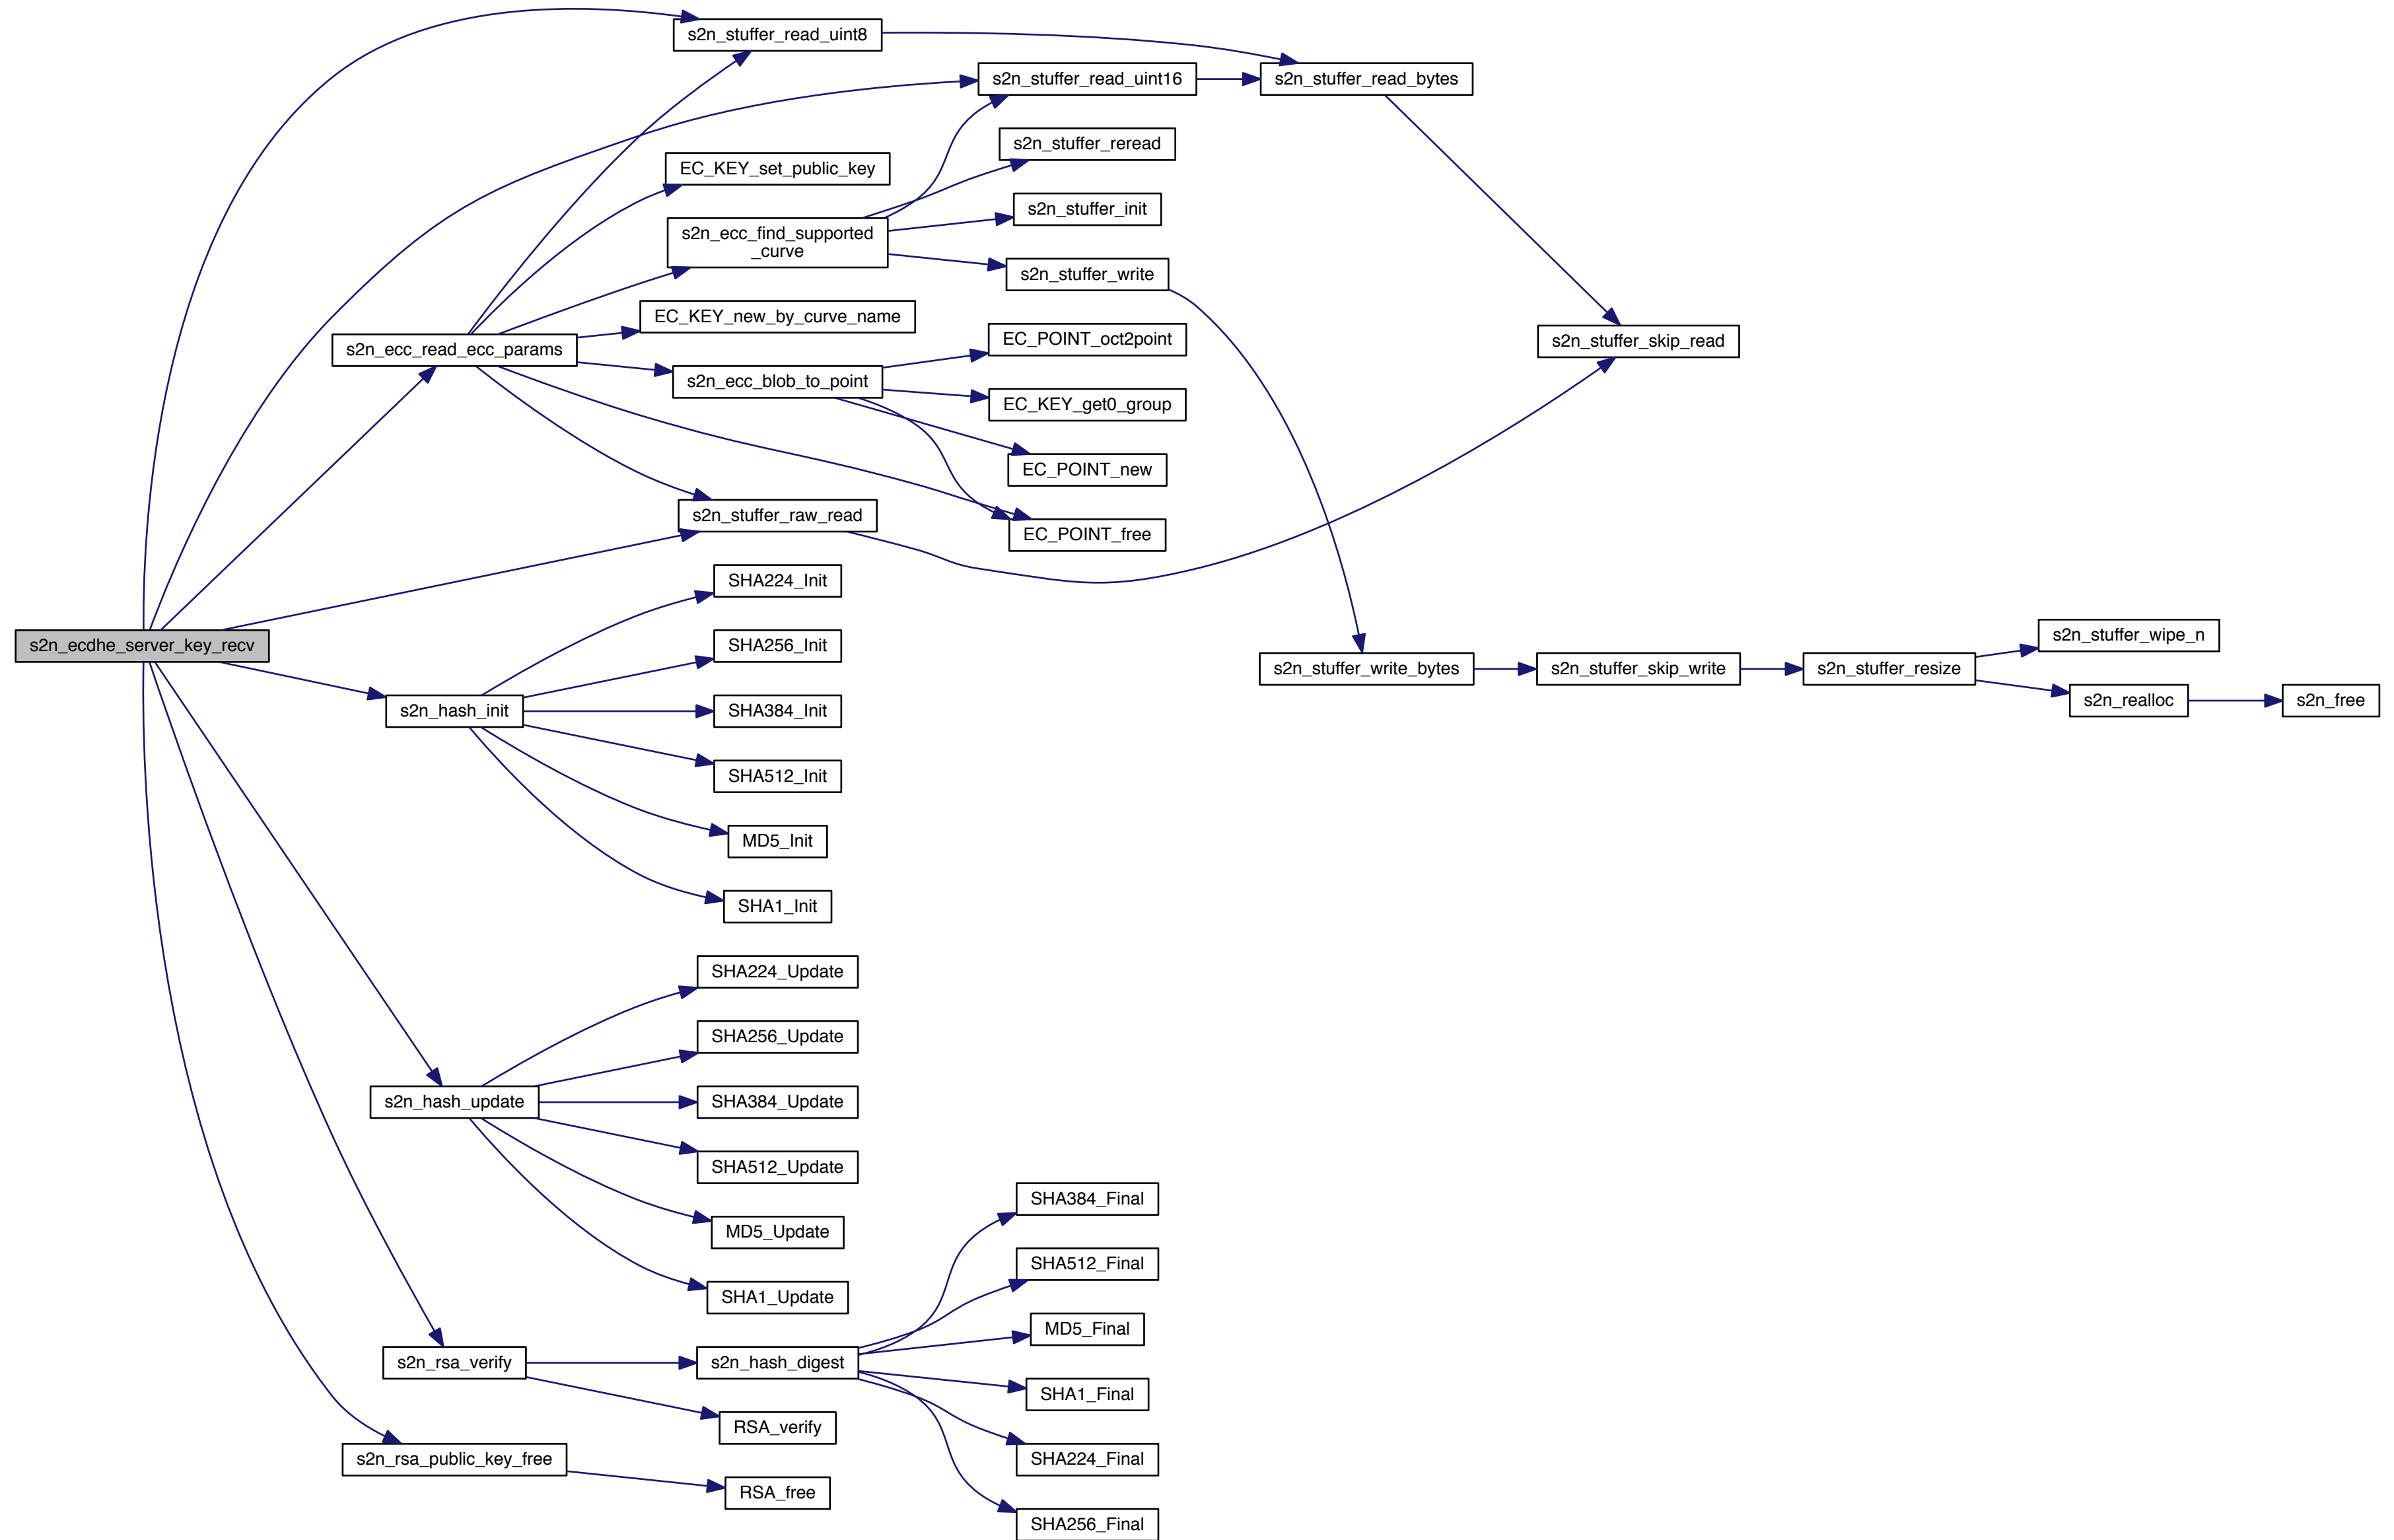 s2n_stuffer_read_uint8
s2n_stuffer_read_uint16
s2n_stuffer_read_bytes
s2n_stuffer_reread
EC_KEY_set_public_key
s2n_stuffer_init
s2n_ecc_find_supported
_curve
s2n_stuffer_write
EC_KEY_new_by_curve_name
EC_POINT_oct2point
s2n_stuffer_skip_read
s2n_ecc_read_ecc_params
s2n_ecc_blob_to_point
EC_KEY_get0_group
EC_POINT_new
s2n_stuffer_raw_read
EC_POINT_free
SHA224_Init
s2n_ecdhe_server_key_recv
SHA256_Init
s2n_stuffer_wipe_n
s2n_stuffer_write_bytes
s2n_stuffer_skip_write
s2n_stuffer_resize
s2n_realloc
s2n_free
s2n_hash_init
SHA384_Init
SHA512_Init
MD5_Init
SHA1_Init
SHA224_Update
SHA256_Update
s2n_hash_update
SHA384_Update
SHA512_Update
SHA384_Final
MD5_Update
SHA512_Final
SHA1_Update
MD5_Final
s2n_rsa_verify
s2n_hash_digest
SHA1_Final
RSA_verify
s2n_rsa_public_key_free
SHA224_Final
RSA_free
SHA256_Final